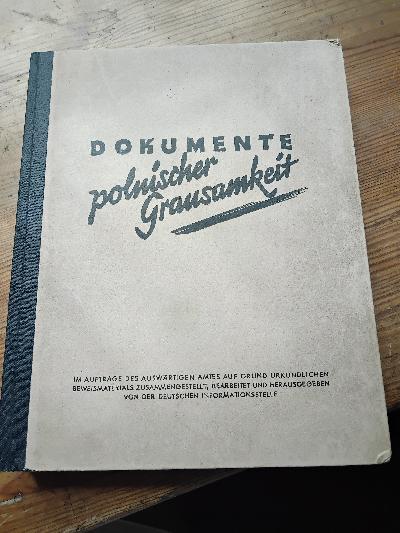 DOKUMENTE
polnischer
Grausamkeit
IM AUFTRAGE DES AUSWÄRTIGEN AMTES AUF GRUND URKUNDLICHEN
BEWEISMATERIALS ZUSAMMENGESTELLT, BEARBEITET UND HERAUSGEGEBEN
VON DER DEUTSCHEN INFORMATIONSSTELLE